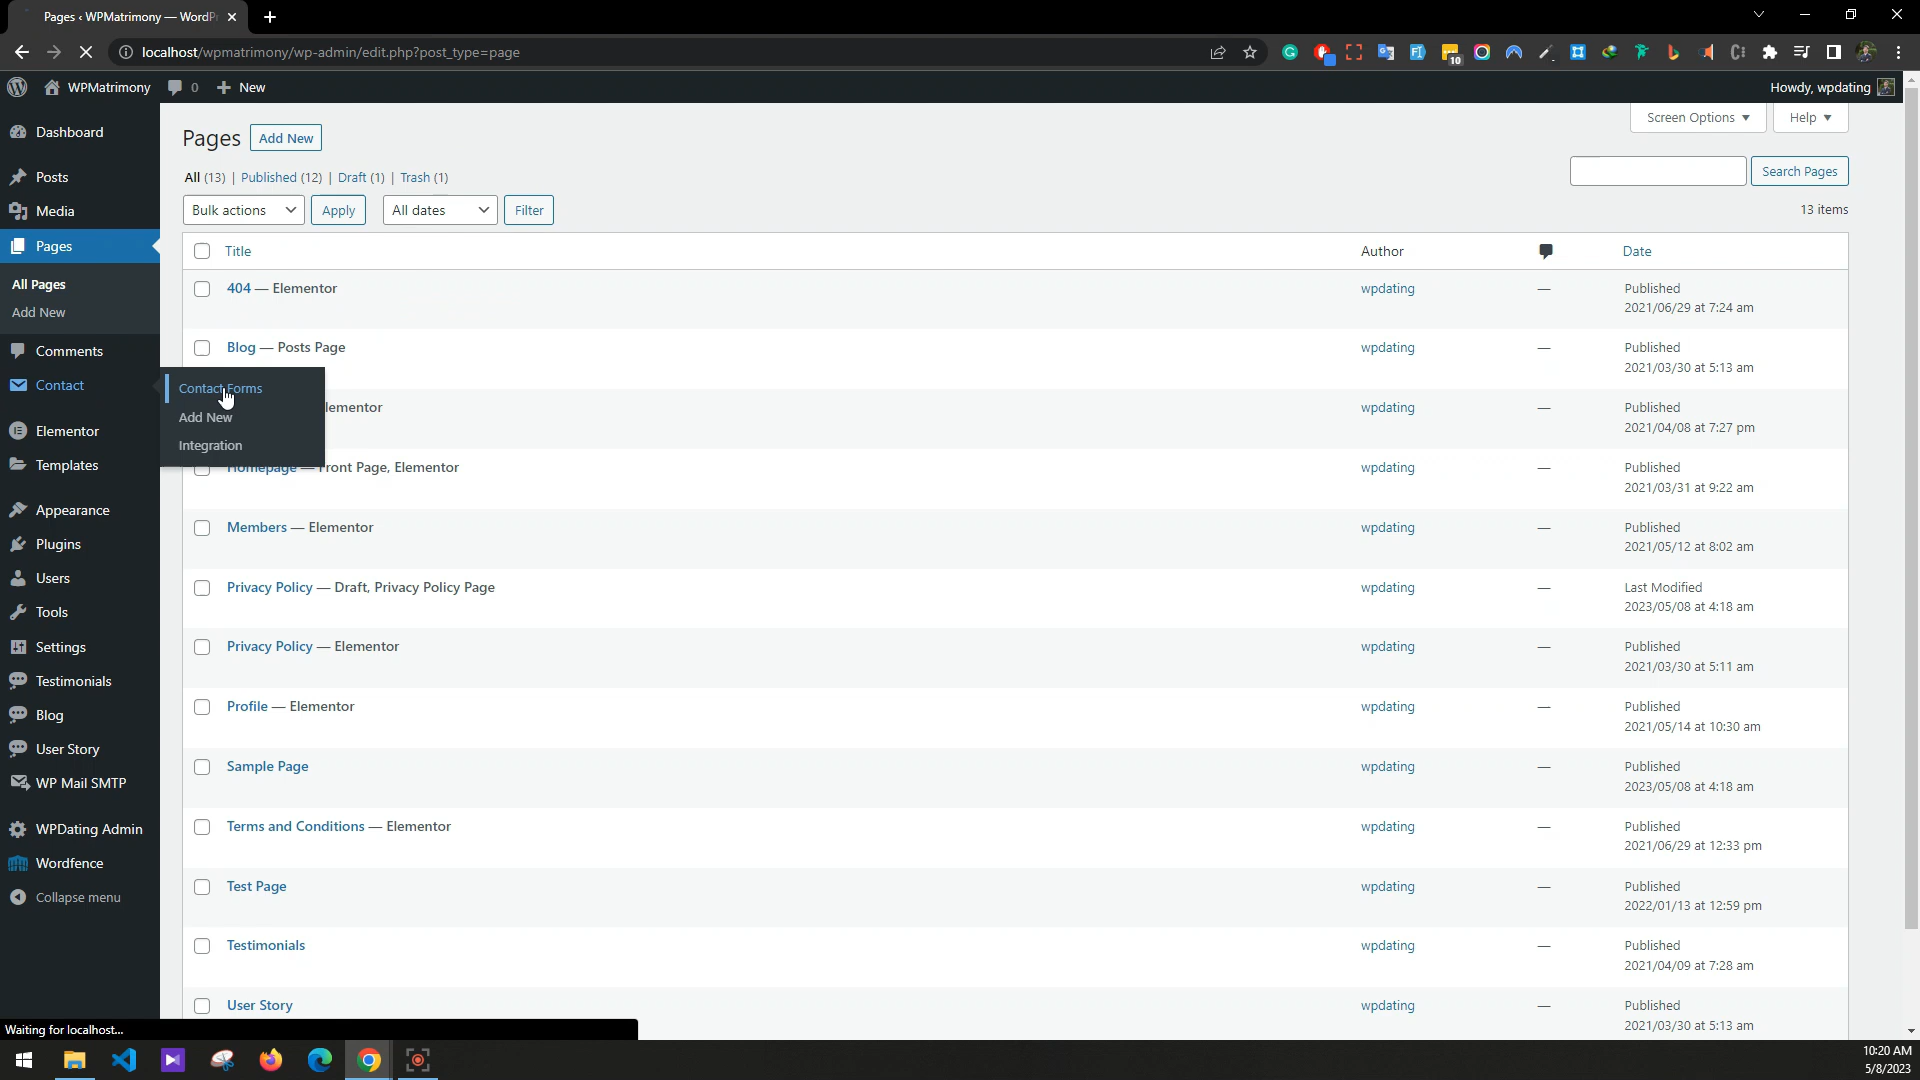 Pages ‹ WPMatrimony — WordPr
localhost/wpmatrimony/wp-admin/edit.php?post_type=page
10
WPMatrimony 0 New
Howdy, wpdating
Dashboard
Posts
Media
Pages
All Pages
Add New
Comments
Contact
Contact Forms
Add New
Integration
Elementor
Templates
Appearance
Plugins
Users
Tools
Settings
Testimonials
Blog
User Story
WP Mail SMTP
WPDating Admin
Wordfence
Collapse menu
Screen Options ▼ Help ▼
Pages Add New
All (13) | Published (12) | Draft (1) | Trash (1)
Search Pages
Bulk actions Apply All dates Filter
13 items
Title Author Date
404 — Elementor wpdating — Published
2021/06/29 at 7:24 am
Blog — Posts Page wpdating — Published
2021/03/30 at 5:13 am
lementor wpdating — Published
2021/04/08 at 7:27 pm
Homepage — Front Page, Elementor wpdating — Published
2021/03/31 at 9:22 am
Members — Elementor wpdating — Published
2021/05/12 at 8:02 am
Privacy Policy — Draft, Privacy Policy Page wpdating — Last Modified
2023/05/08 at 4:18 am
Privacy Policy — Elementor wpdating — Published
2021/03/30 at 5:11 am
Profile — Elementor wpdating — Published
2021/05/14 at 10:30 am
Sample Page wpdating — Published
2023/05/08 at 4:18 am
Terms and Conditions — Elementor wpdating — Published
2021/06/29 at 12:33 pm
Test Page wpdating — Published
2022/01/13 at 12:59 pm
Testimonials wpdating — Published
2021/04/09 at 7:28 am
User Story wpdating — Published
2021/03/30 at 5:13 am
Waiting for localhost...
10:20 AM
5/8/2023